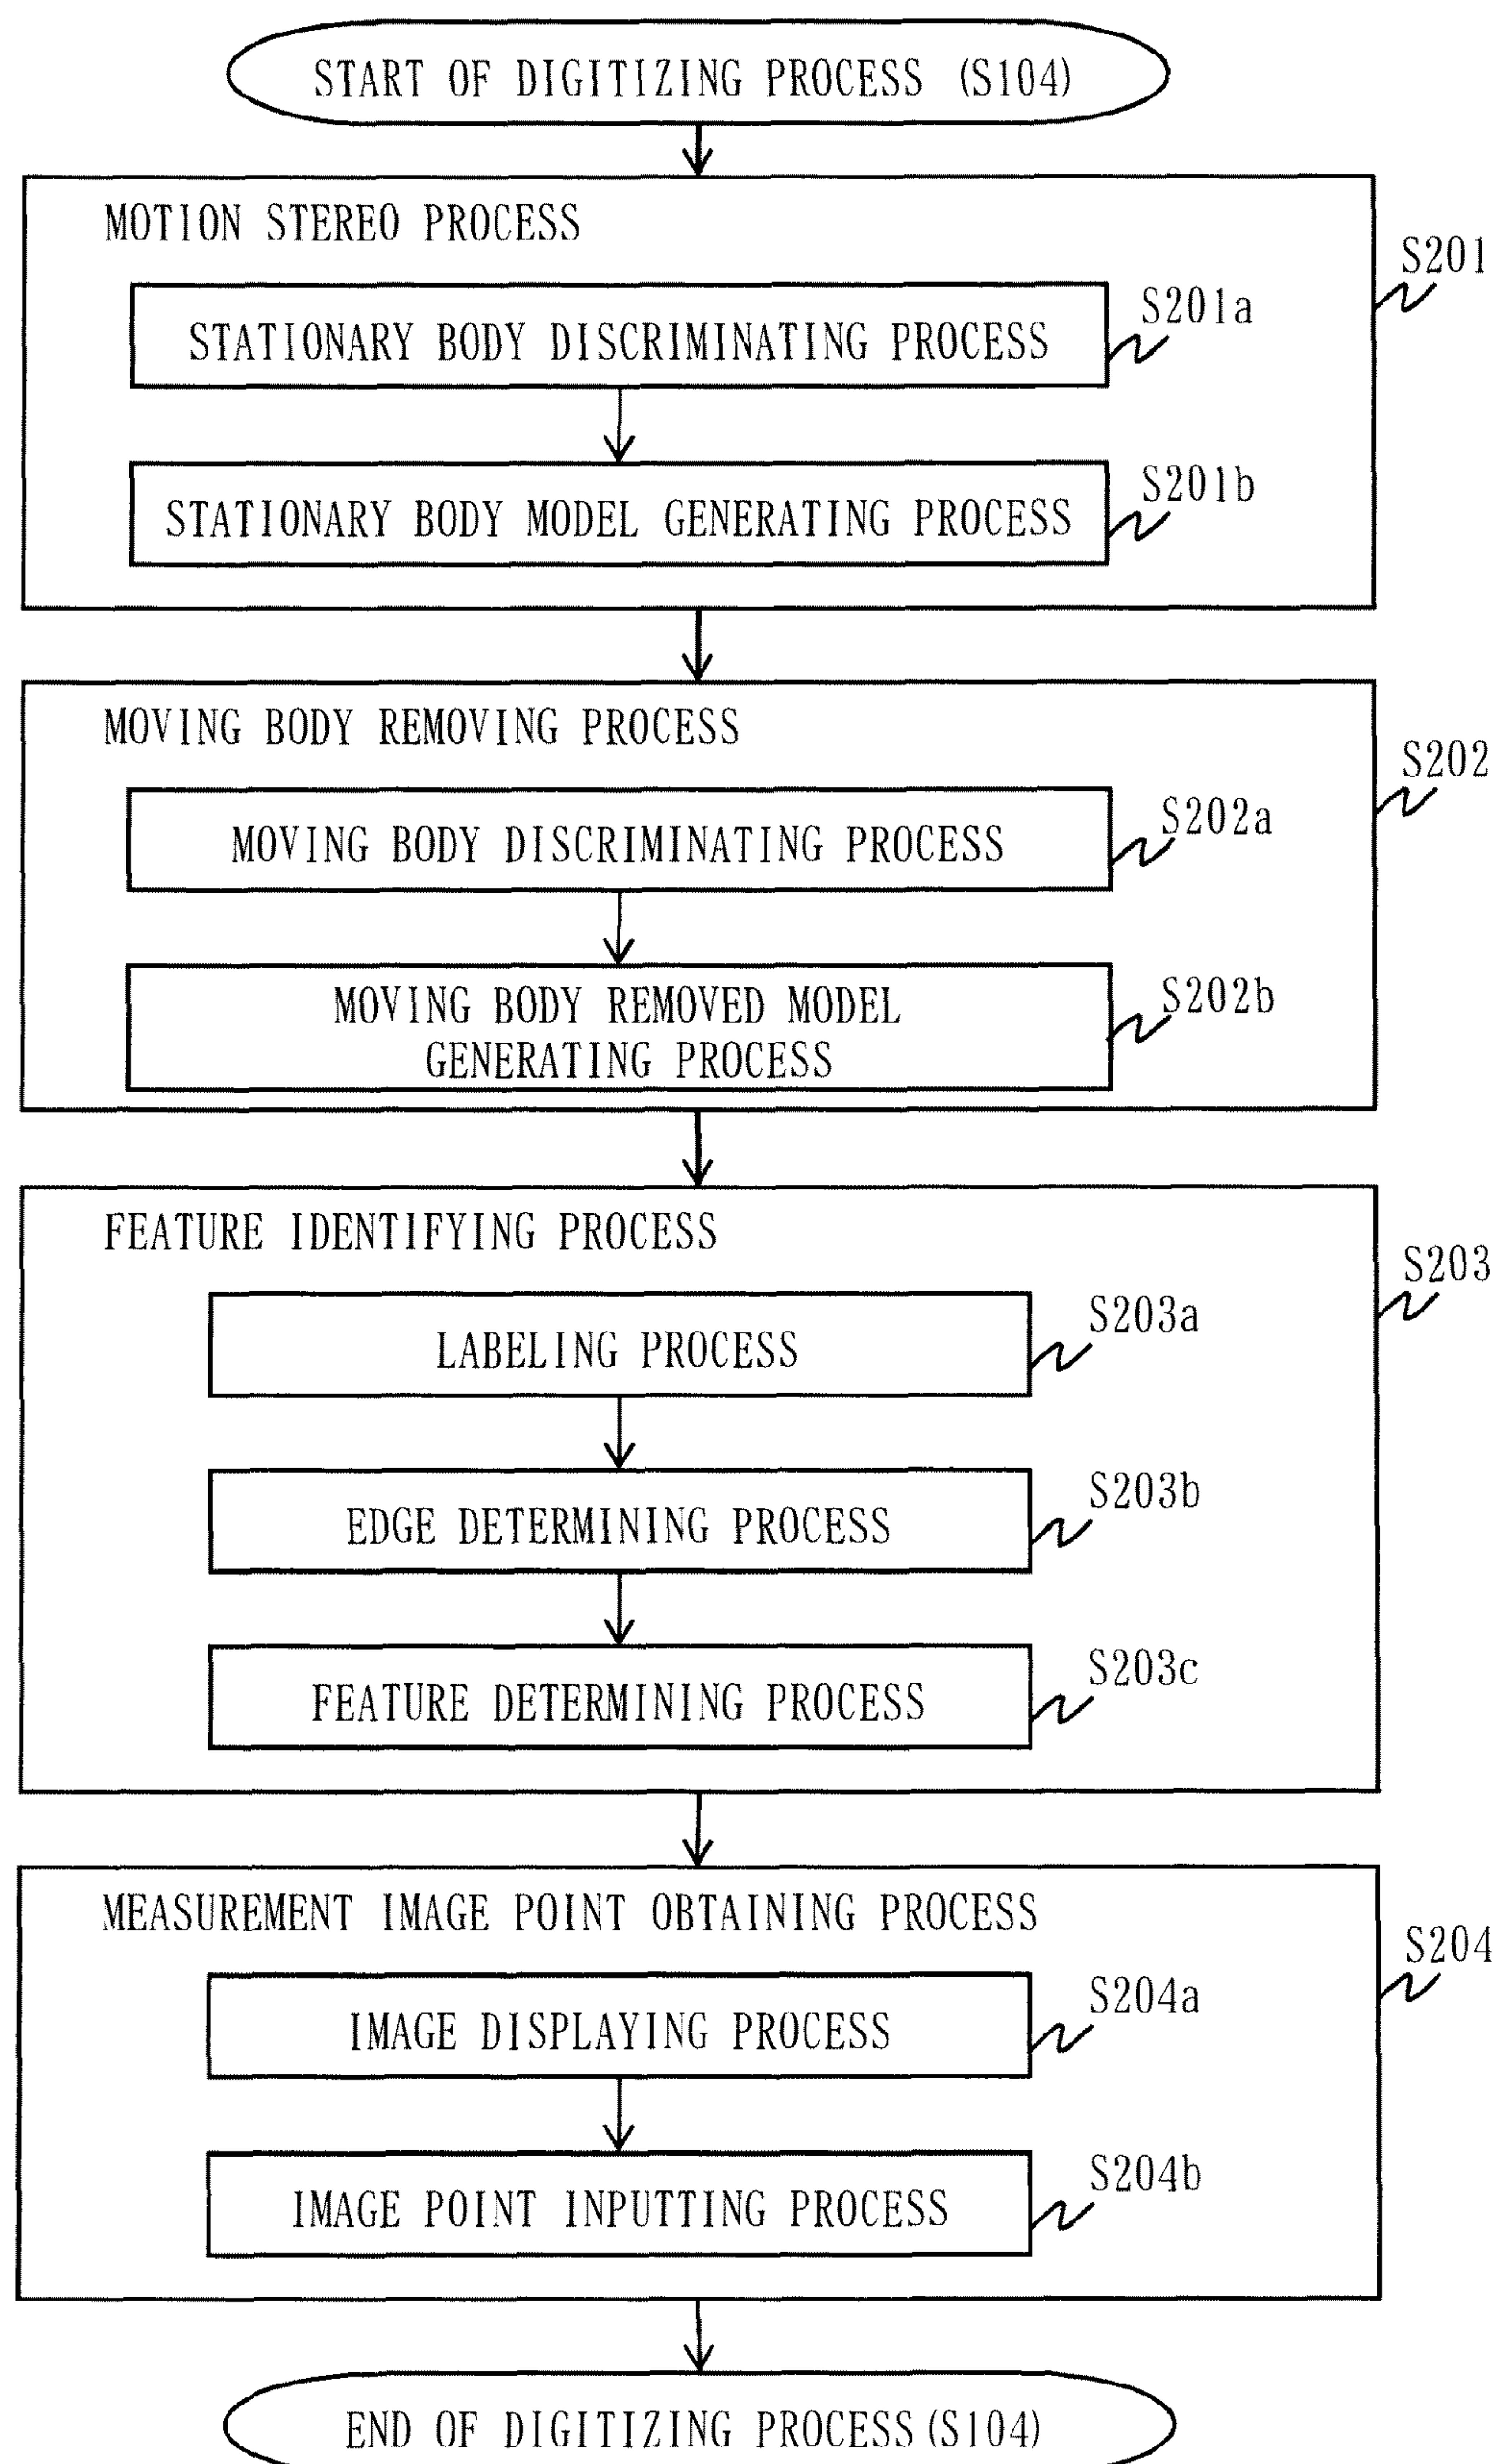 START OF DIGITIZING PROCESS (S104)
MOTION STEREO PROCESS
S201
STATIONARY BODY DISCRIMINATING PROCESS
S201a
STATIONARY BODY MODEL GENERATING PROCESS
S201b
MOVING BODY REMOVING PROCESS
S202
MOVING BODY DISCRIMINATING PROCESS
S202a
MOVING BODY REMOVED MODEL
GENERATING PROCESS
S202b
FEATURE IDENTIFYING PROCESS
S203
LABELING PROCESS
S203a
EDGE DETERMINING PROCESS
S203b
FEATURE DETERMINING PROCESS
S203c
MEASUREMENT IMAGE POINT OBTAINING PROCESS
S204
IMAGE DISPLAYING PROCESS
S204a
IMAGE POINT INPUTTING PROCESS
S204b
END OF DIGITIZING PROCESS(S104)